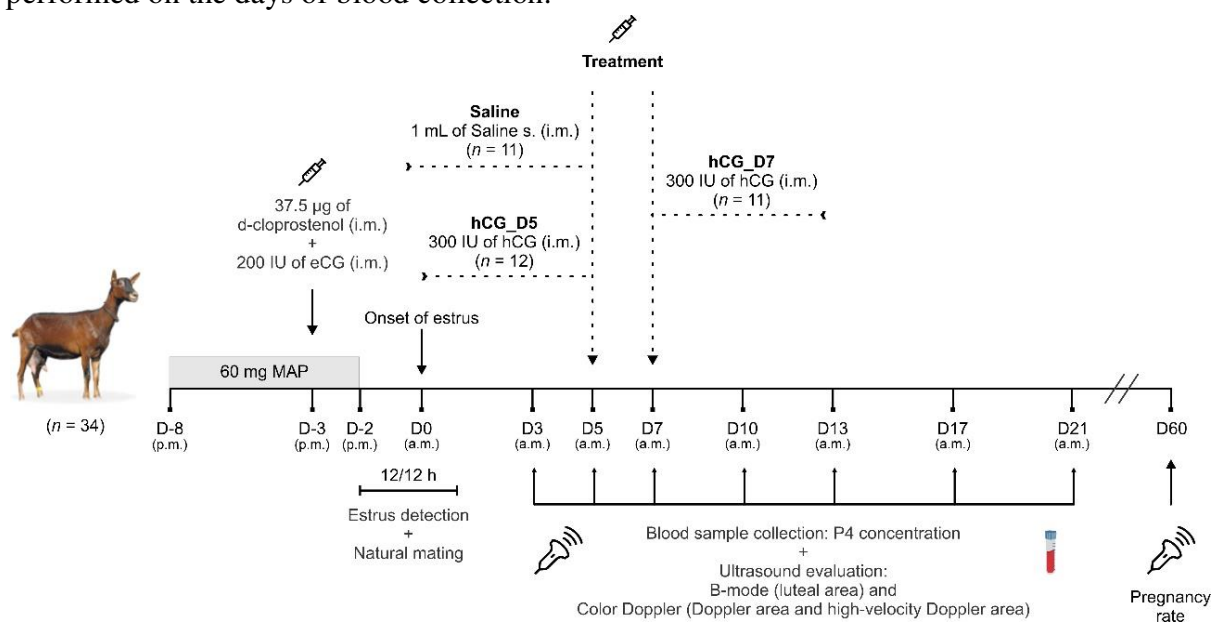 performed on the days of blood collection.
Treatment
Saline
1 mL of Saline s. (i.m.)
(n = 11)
hCG_D7
300 IU of hCG (i.m.)
(n = 11)
37.5 µg of
d-cloprostenol (i.m.)
+
200 IU of eCG (i.m.)
hCG_D5
300 IU of hCG (i.m.)
(n = 12)
Onset of estrus
60 mg MAP
(n = 34)
D-8
(p.m.)
D-3
(p.m.)
D-2
(p.m.)
D0
(a.m.)
D3
(a.m.)
D5
(a.m.)
D7
(a.m.)
D10
(a.m.)
D13
(a.m.)
D17
(a.m.)
D21
(a.m.)
D60
12/12 h
Estrus detection
+
Natural mating
Blood sample collection: P4 concentration
+
Ultrasound evaluation:
B-mode (luteal area) and
Color Doppler (Doppler area and high-velocity Doppler area)
Pregnancy
rate